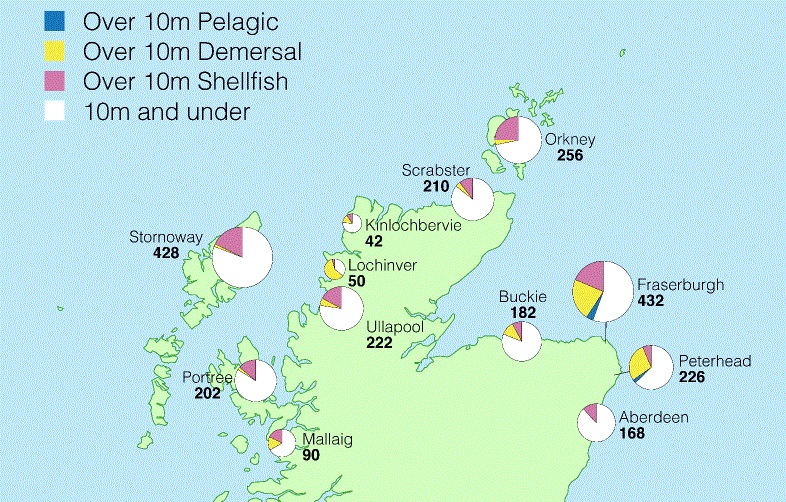 Over 10m Pelagic
Over 10m Demersal
Over 10m Shellfish
10m and under
Orkney
256
Scrabster
210
Kinlochbervie
42
Stornoway
428
Lochinver
50
Fraserburgh
432
Buckie
182
Ullapool
222
Peterhead
226
Portree
202
Aberdeen
168
Mallaig
90